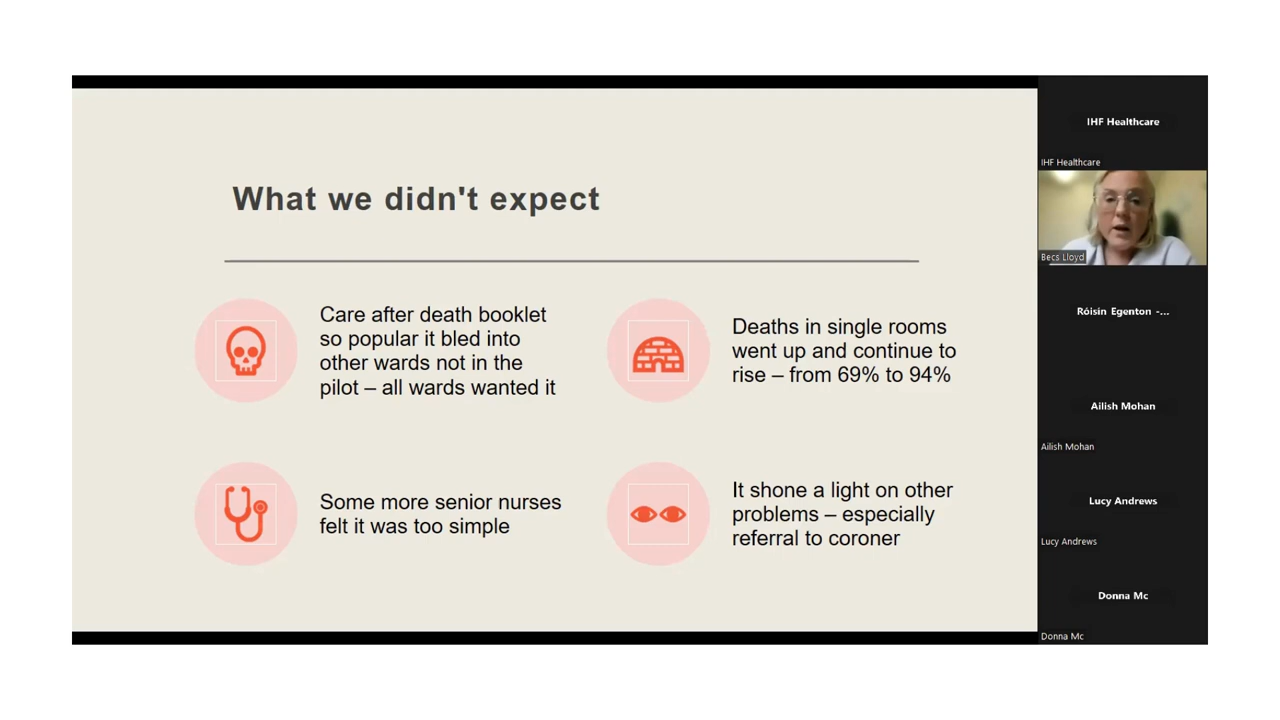 What we didn't expect
Care after death booklet
so popular it bled into
other wards not in the
pilot – all wards wanted it
Deaths in single rooms
went up and continue to
rise – from 69% to 94%
Some more senior nurses
felt it was too simple
It shone a light on other
problems – especially
referral to coroner
IHF Healthcare
IHF Healthcare
Becs Lloyd
Róisin Egenton -...
Ailish Mohan
Ailish Mohan
Lucy Andrews
Lucy Andrews
Donna Mc
Donna Mc